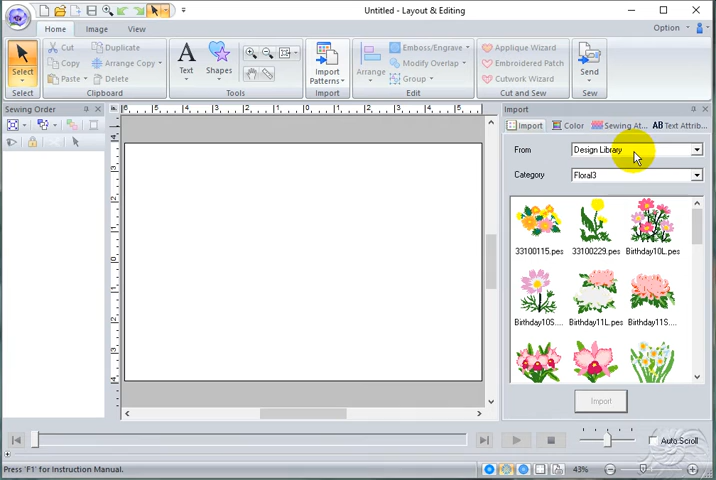 Untitled - Layout & Editing
Home Image View Option
Select
Cut
Copy
Paste
Duplicate
Arrange Copy
Delete
Text
Shapes
Import Patterns
Arrange
Emboss/Engrave
Modify Overlap
Group
Applique Wizard
Embroidered Patch
Cutwork Wizard
Send
Select Clipboard Tools Import Edit Cut and Sew Sew
Sewing Order
Import
Import Color Sewing At... AB Text Attrib...
From Design Library
Category Floral3
33100115.pes 33100229.pes Birthday10L.pes
Birthday10S.... Birthday11L.pes Birthday11S....
Import
Auto Scroll
Press 'F1' for Instruction Manual.
43%